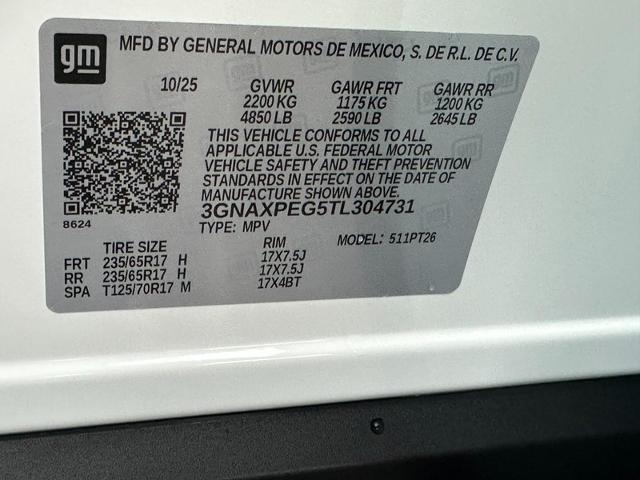 gm
MFD BY GENERAL MOTORS DE MEXICO, S. DE R.L. DE C.V.
10/25 GVWR GAWR FRT GAWR RR
2200 KG 1175 KG 1200 KG
4850 LB 2590 LB 2645 LB
THIS VEHICLE CONFORMS TO ALL
APPLICABLE U.S. FEDERAL MOTOR
VEHICLE SAFETY AND THEFT PREVENTION
STANDARDS IN EFFECT ON THE DATE OF
MANUFACTURE SHOWN ABOVE.
3GNAXPEG5TL304731
8624
TYPE: MPV MODEL: 511PT26
TIRE SIZE RIM
FRT 235/65R17 H 17X7.5J
RR 235/65R17 H 17X7.5J
SPA T125/70R17 M 17X4BT